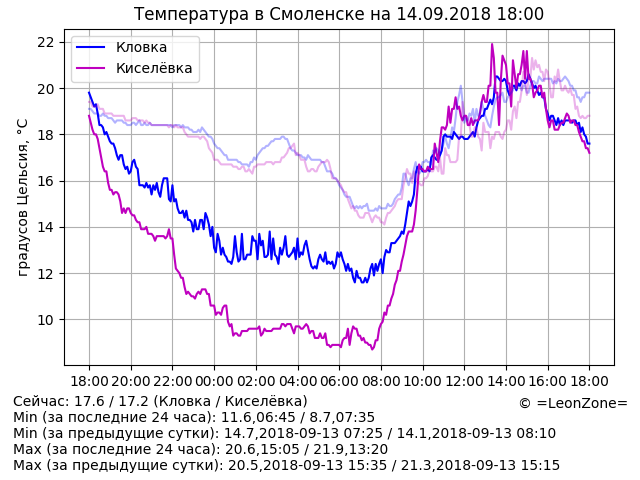 Температура в Смоленске на 14.09.2018 18:00
Кловка
Киселёвка
градусов Цельсия, °C
22
20
18
16
14
12
10
18:00 20:00 22:00 00:00 02:00 04:00 06:00 08:00 10:00 12:00 14:00 16:00 18:00
Сейчас: 17.6 / 17.2 (Кловка / Киселёвка)
© =LeonZone=
Min (за последние 24 часа): 11.6,06:45 / 8.7,07:35
Min (за предыдущие сутки): 14.7,2018-09-13 07:25 / 14.1,2018-09-13 08:10
Max (за последние 24 часа): 20.6,15:05 / 21.9,13:20
Max (за предыдущие сутки): 20.5,2018-09-13 15:35 / 21.3,2018-09-13 15:15